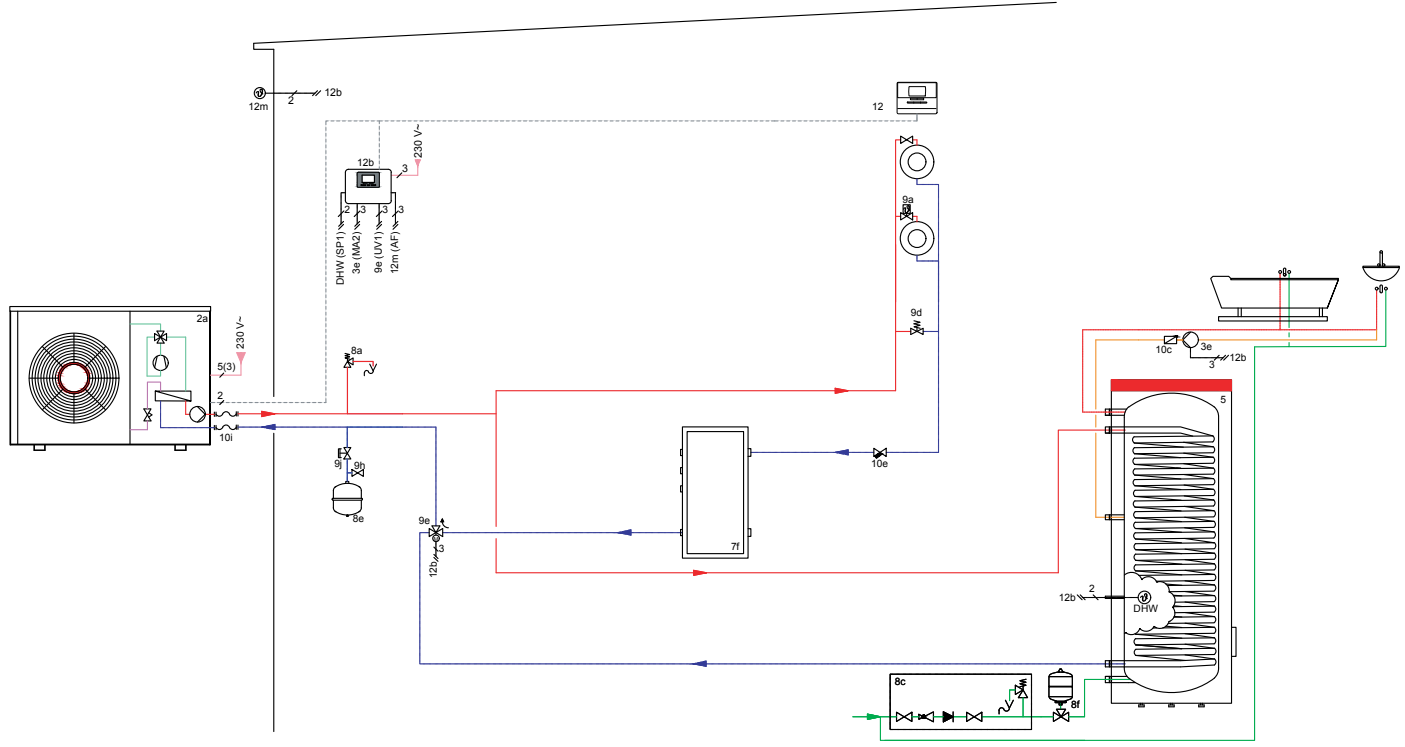 12m
2
12b
12
12b
3
230 V~
2
3
3
3
DHW (SP1)
3e (MA2)
9e (UV1)
12m (AF)
9a
9d
2a
230 V~
5(3)
2
10i
8a
9j
9h
8e
9e
3
12b
7f
10e
10c
3e
3
12b
5
12b
2
DHW
8c
8f